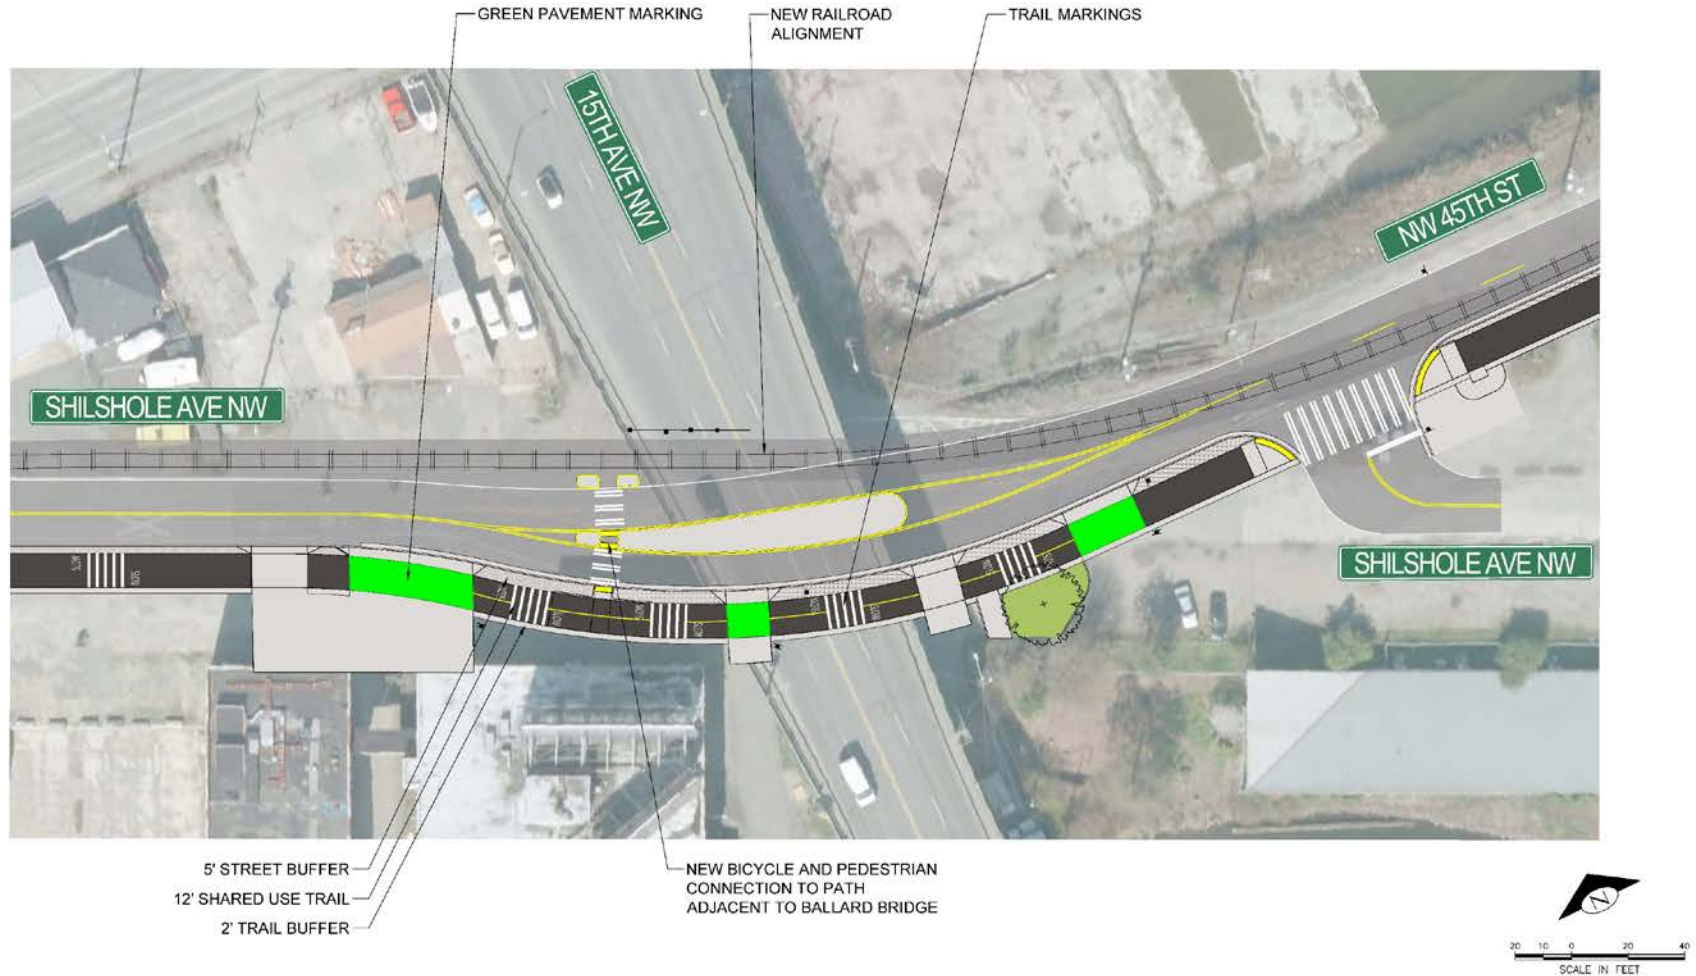 GREEN PAVEMENT MARKING
NEW RAILROAD
ALIGNMENT
TRAIL MARKINGS
15TH AVE NW
NW 45TH ST
SHILSHOLE AVE NW
SHILSHOLE AVE NW
5' STREET BUFFER
12' SHARED USE TRAIL
2' TRAIL BUFFER
NEW BICYCLE AND PEDESTRIAN
CONNECTION TO PATH
ADJACENT TO BALLARD BRIDGE
N
20 10 0 20 40
SCALE IN FEET